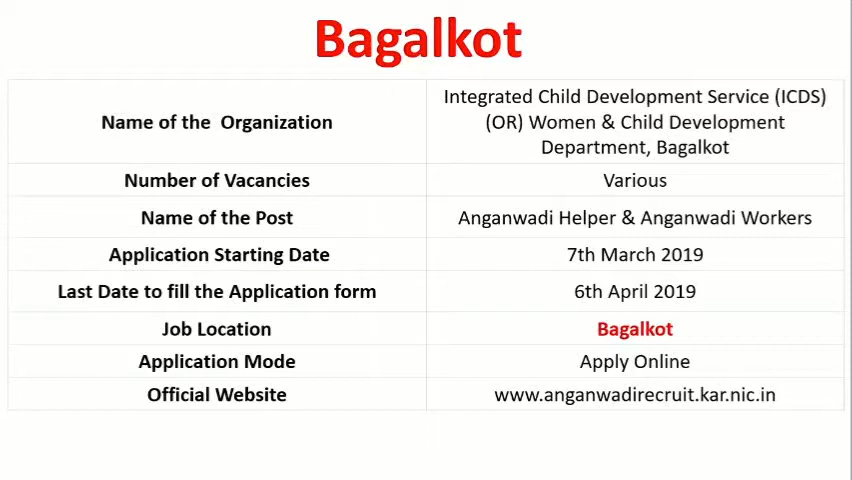 Bagalkot
Name of the Organization
Integrated Child Development Service (ICDS)
(OR) Women & Child Development
Department, Bagalkot
Number of Vacancies
Various
Name of the Post
Anganwadi Helper & Anganwadi Workers
Application Starting Date
7th March 2019
Last Date to fill the Application form
6th April 2019
Job Location
Bagalkot
Application Mode
Apply Online
Official Website
www.anganwadirecruit.kar.nic.in